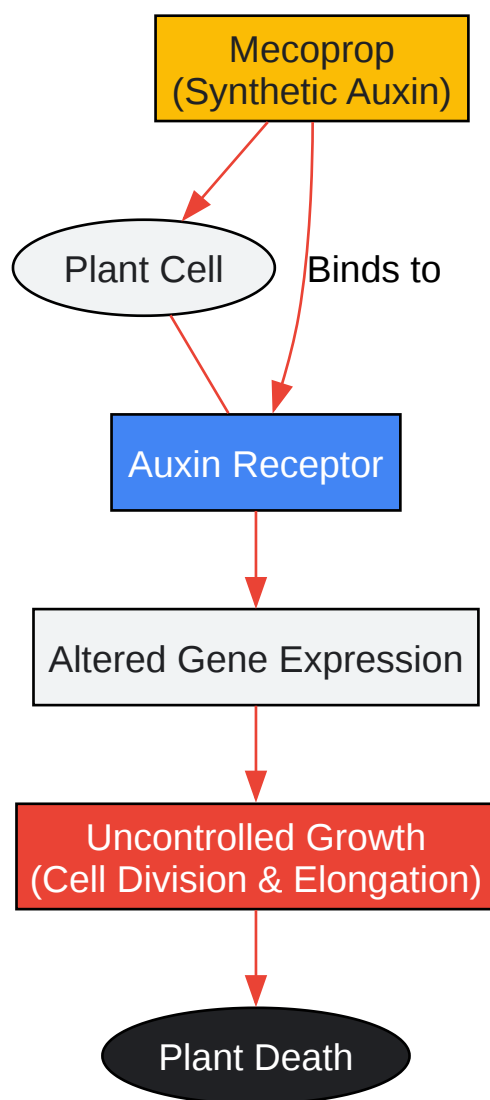 Mecoprop
(Synthetic Auxin)
Plant Cell
Binds to
Auxin Receptor
Altered Gene Expression
Uncontrolled Growth
(Cell Division & Elongation)
Plant Death